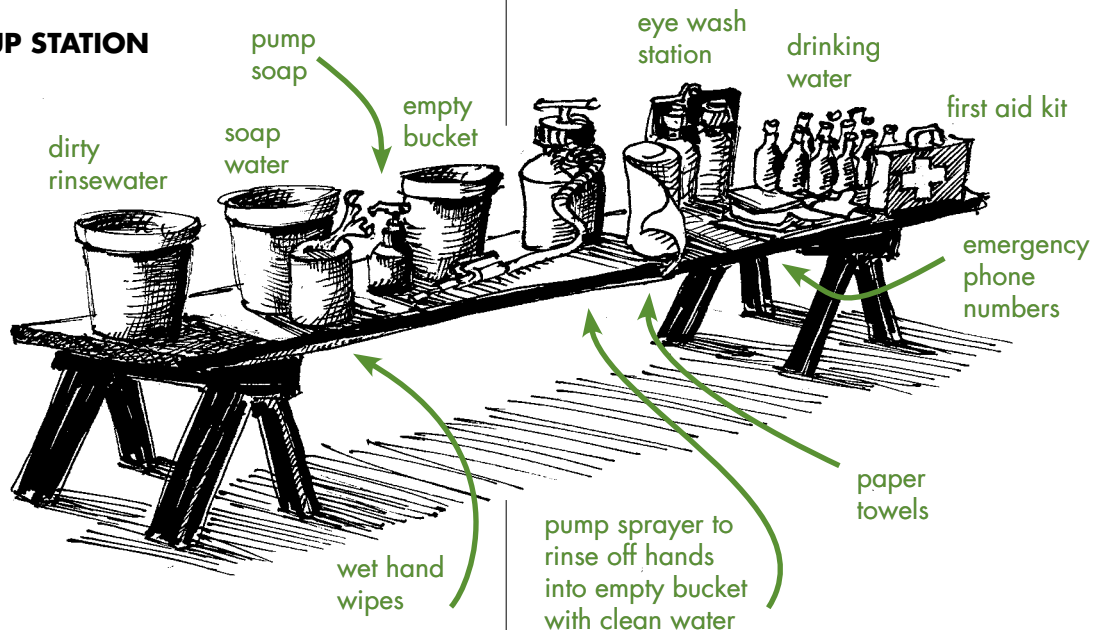 UP STATION
pump
soap
eye wash
station
drinking
water
empty
bucket
first aid kit
soap
water
dirty
rinsewater
emergency
phone
numbers
paper
towels
pump sprayer to
rinse off hands
into empty bucket
with clean water
wet hand
wipes